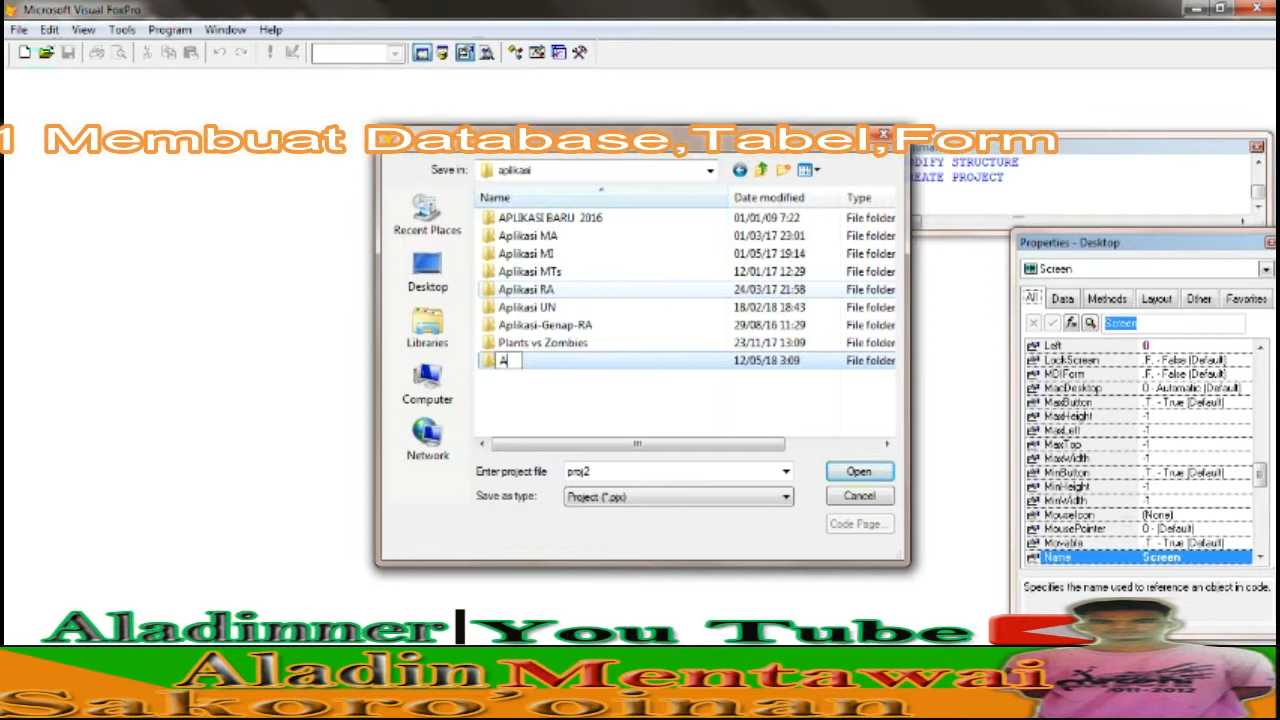 Microsoft Visual FoxPro
File Edit View Tools Program Window Help
1 Membuat Database,Tabel,Form
Save in: aplikasi
DIFY STRUCTURE
EATE PROJECT
Name Date modified Type
APLIKASI BARU 2016 01/01/09 7:22 File folder
Aplikasi MA 01/03/17 23:01 File folder
Aplikasi MI 01/05/17 19:14 File folder
Aplikasi MTs 12/01/17 12:29 File folder
Aplikasi RA 24/03/17 21:58 File folder
Aplikasi UN 18/02/18 18:43 File folder
Aplikasi-Genap-RA 29/08/16 11:29 File folder
Plants vs Zombies 23/11/17 13:09 File folder
A 12/05/18 3:09 File folder
Recent Places
Desktop
Libraries
Computer
Network
Enter project file proj2 Open
Save as type: Project (*.pjx) Cancel
Code Page...
Properties - Desktop
Screen
All Data Methods Layout Other Favorites
Screen
Left 0
LockScreen .F. - False (Default)
MDIForm .F. - False (Default)
MacDesktop 0 - Automatic (Default)
MaxButton .T. - True (Default)
MaxHeight -1
MaxLeft -1
MaxTop -1
MaxWidth -1
MinButton .T. - True (Default)
MinHeight -1
MinWidth -1
MouseIcon (None)
MousePointer 0 - (Default)
Movable .T. - True (Default)
Name Screen
Specifies the name used to reference an object in code.
Aladinner|You Tube
Aladin Mentawai
Sakoro'oinan
2011-2012